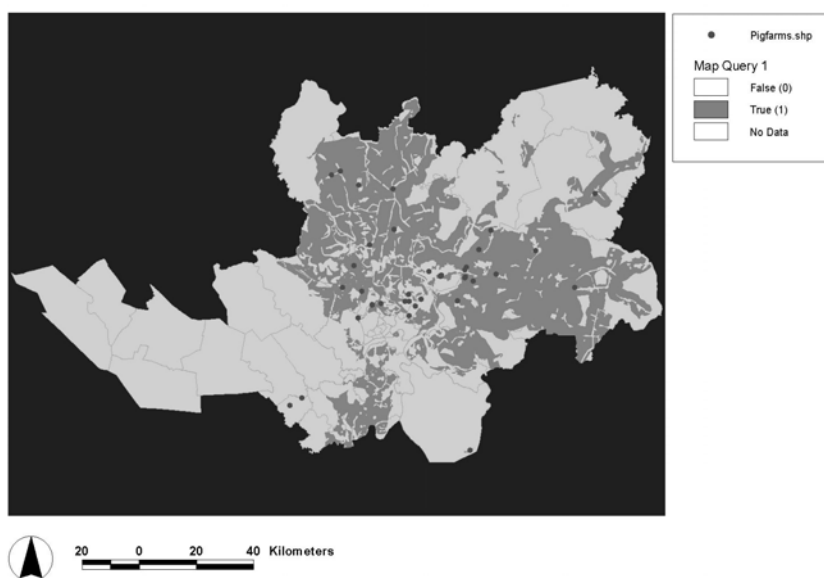 Pigfarms.shp
Map Query 1
False (0)
True (1)
No Data
20 0 20 40 Kilometers